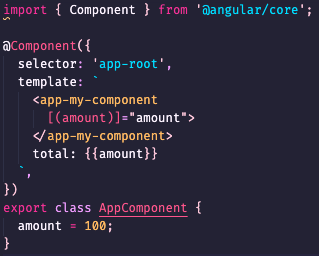 import { Component } from '@angular/core';
@Component({
selector: 'app-root',
template: `
<app-my-component
[(amount)]="amount">
</app-my-component>
total: {{amount}}
`,
})
export class AppComponent {
amount = 100;
}